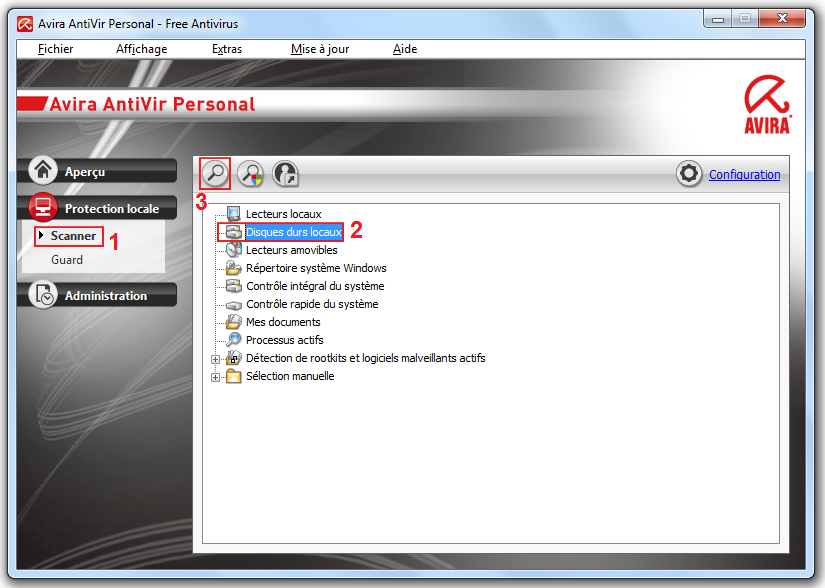 Avira AntiVir Personal - Free Antivirus
Fichier Affichage Extras Mise à jour Aide
Avira AntiVir Personal
AVIRA
Aperçu
Protection locale
Scanner 1
Guard
Administration
3
Configuration
Lecteurs locaux
Disques durs locaux 2
Lecteurs amovibles
Répertoire système Windows
Contrôle intégral du système
Contrôle rapide du système
Mes documents
Processus actifs
Détection de rootkits et logiciels malveillants actifs
Sélection manuelle